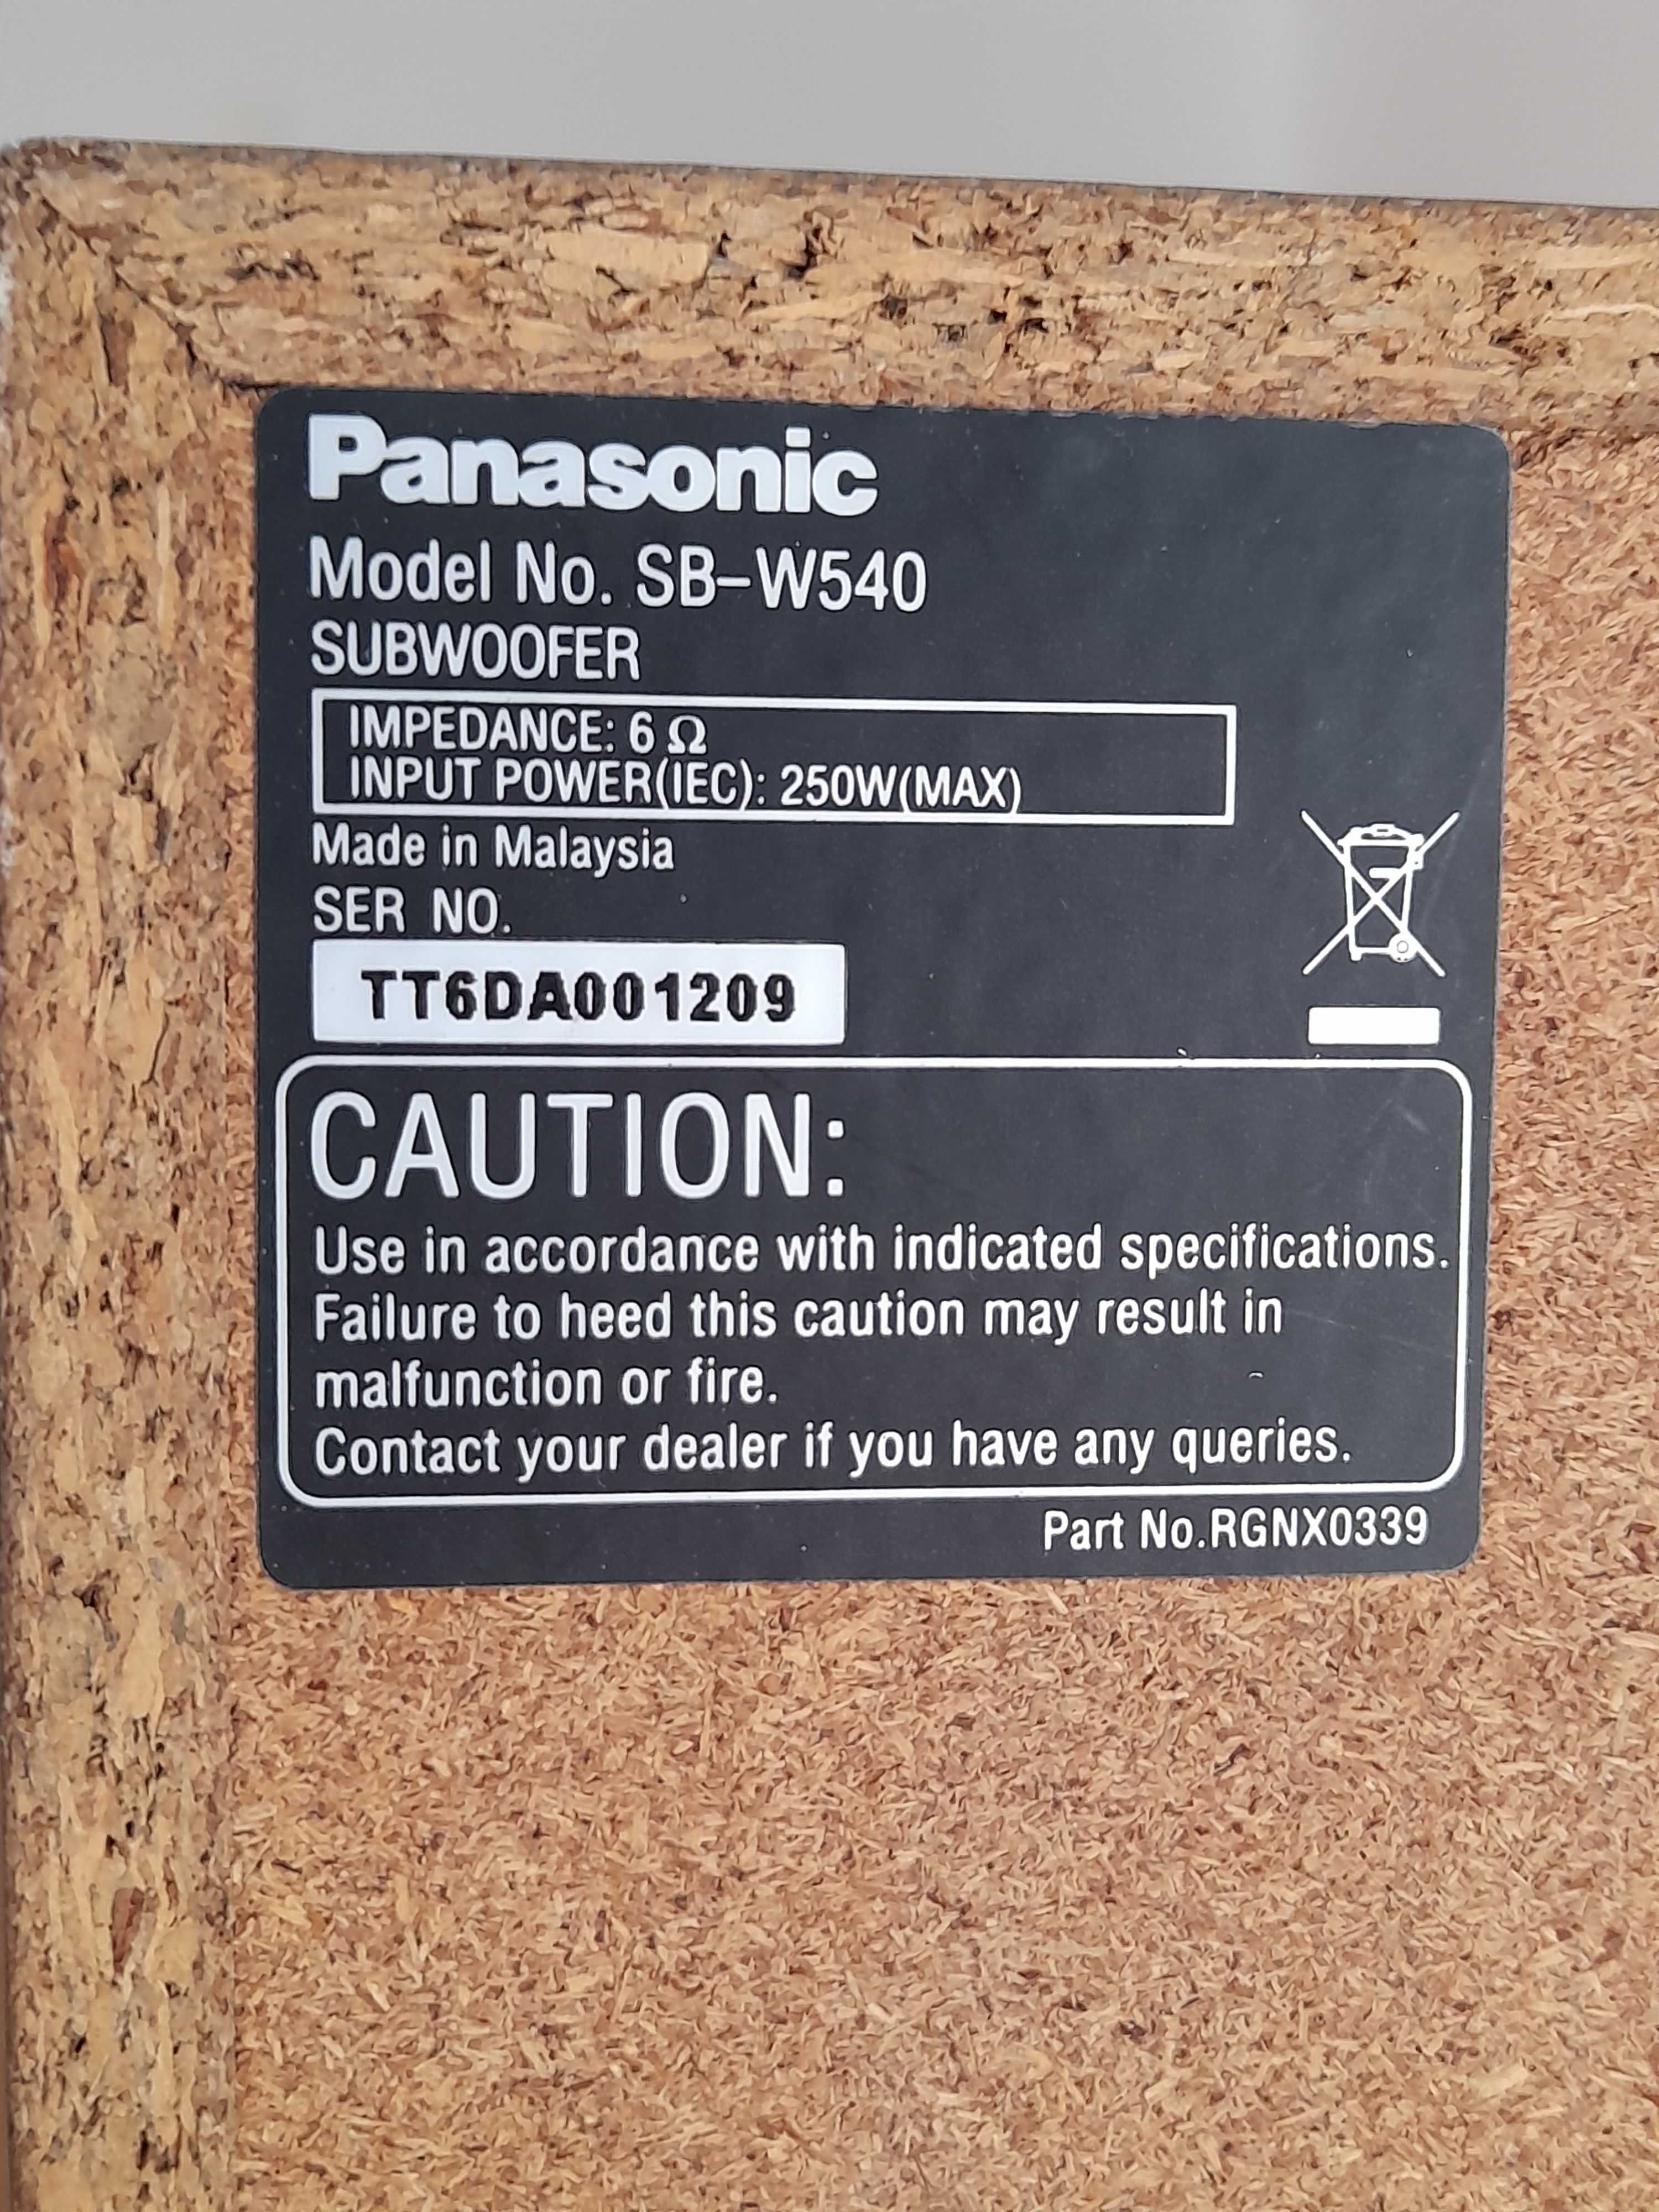 Panasonic
Model No. SB-W540
SUBWOOFER
IMPEDANCE: 6 Ω
INPUT POWER(IEC): 250W(MAX)
Made in Malaysia
SER NO.
TT6DA001209
CAUTION:
Use in accordance with indicated specifications.
Failure to heed this caution may result in
malfunction or fire.
Contact your dealer if you have any queries.
Part No.RGNX0339